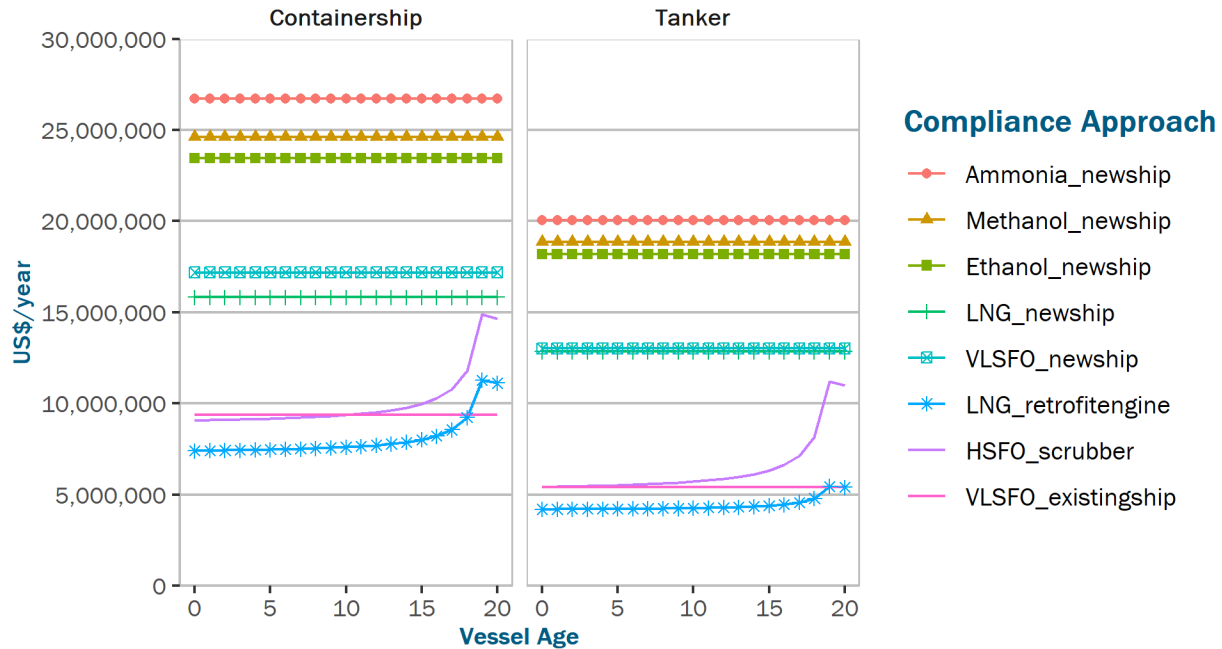 Containership
Tanker
30,000,000
25,000,000
20,000,000
15,000,000
10,000,000
5,000,000
0
US$/year
0 5 10 15 20
0 5 10 15 20
Vessel Age
Compliance Approach
Ammonia_newship
Methanol_newship
Ethanol_newship
LNG_newship
VLSFO_newship
LNG_retrofitengine
HSFO_scrubber
VLSFO_existingship